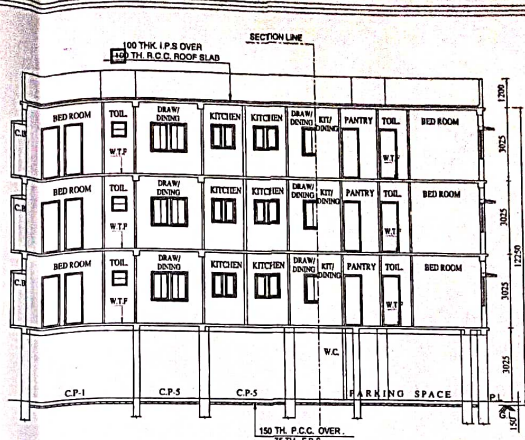 SECTION LINE
100 THK. I.P.S OVER
100 TH. R.C.C. ROOF SLAB
1200
BED ROOM TOIL. DRAW/ DINING KITCHEN KITCHEN DRAW/ DINING KIT/ DINING PANTRY TOIL. BED ROOM
C.B
W.T.F W.T.F
3025
BED ROOM TOIL. DRAW/ DINING KITCHEN KITCHEN DRAW/ DINING KIT/ DINING PANTRY TOIL. BED ROOM
C.B
W.T.F W.T.F
3025
12250
BED ROOM TOIL. DRAW/ DINING KITCHEN KITCHEN DRAW/ DINING KIT/ DINING PANTRY TOIL. BED ROOM
C.B
W.T.F W.T.F
3025
W.C.
3025
C.P-1 C.P-5 C.P-5 PARKING SPACE
P.L
150
150 TH. P.C.C. OVER.